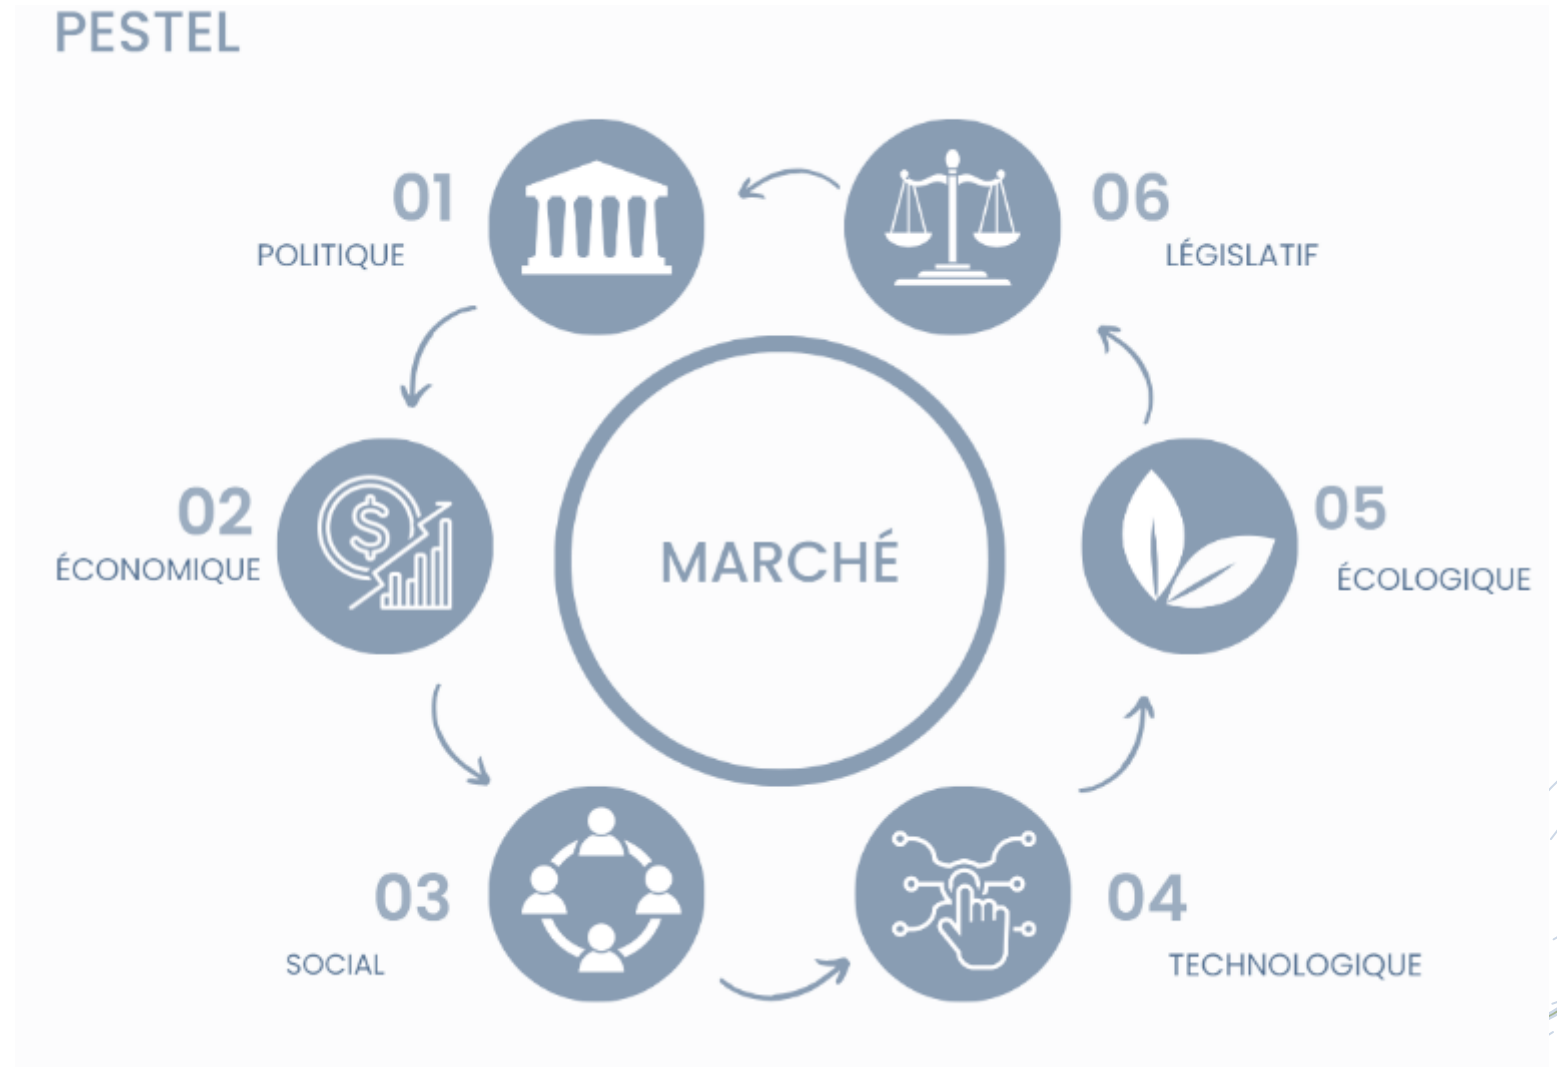 PESTEL
01
POLITIQUE
02
ÉCONOMIQUE
03
SOCIAL
04
TECHNOLOGIQUE
05
ÉCOLOGIQUE
06
LÉGISLATIF
MARCHÉ
$